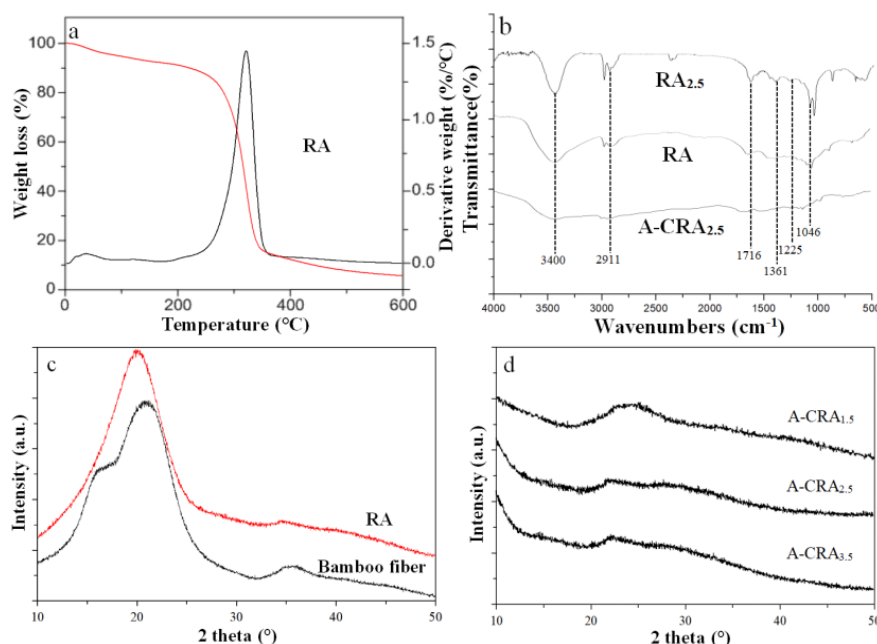 a
Weight loss (%)
100
80
60
40
20
10
0
RA
1.5
1.0
0.5
0.0
Derivative weight (%/°C)
0
200
400
600
Temperature (°C)
b
Transmittance(%)
RA2.5
RA
A-CRA2.5
3400
2911
1716
1361
1225
1046
4000
3500
3000
2500
2000
1500
1000
500
Wavenumbers (cm-1)
c
Intensity (a.u.)
RA
Bamboo fiber
10
20
30
40
50
2 theta (°)
d
Intensity (a.u.)
A-CRA1.5
A-CRA2.5
A-CRA3.5
10
20
30
40
50
2 theta (°)